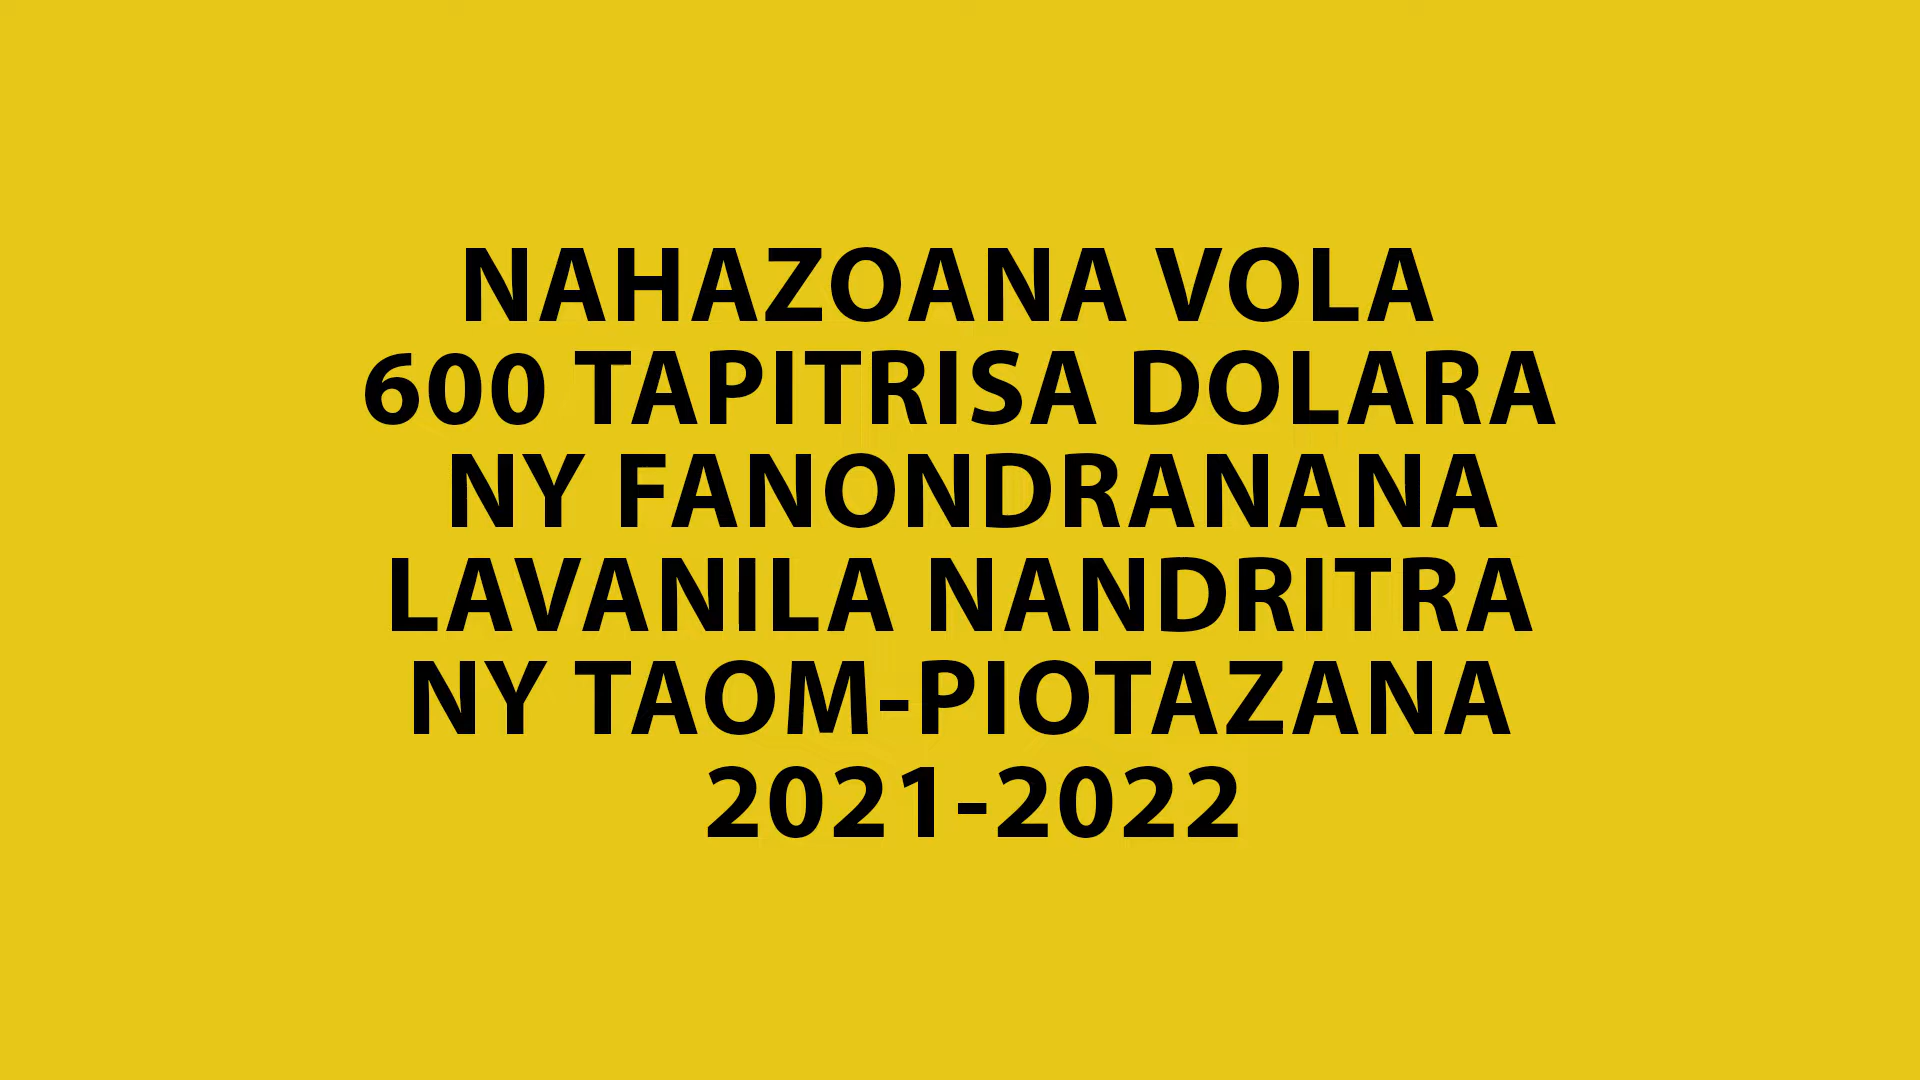 NAHAZOANA VOLA
600 TAPITRISA DOLARA
NY FANONDRANANA
LAVANILA NANDRITRA
NY TAOM-PIOTAZANA
2021-2022